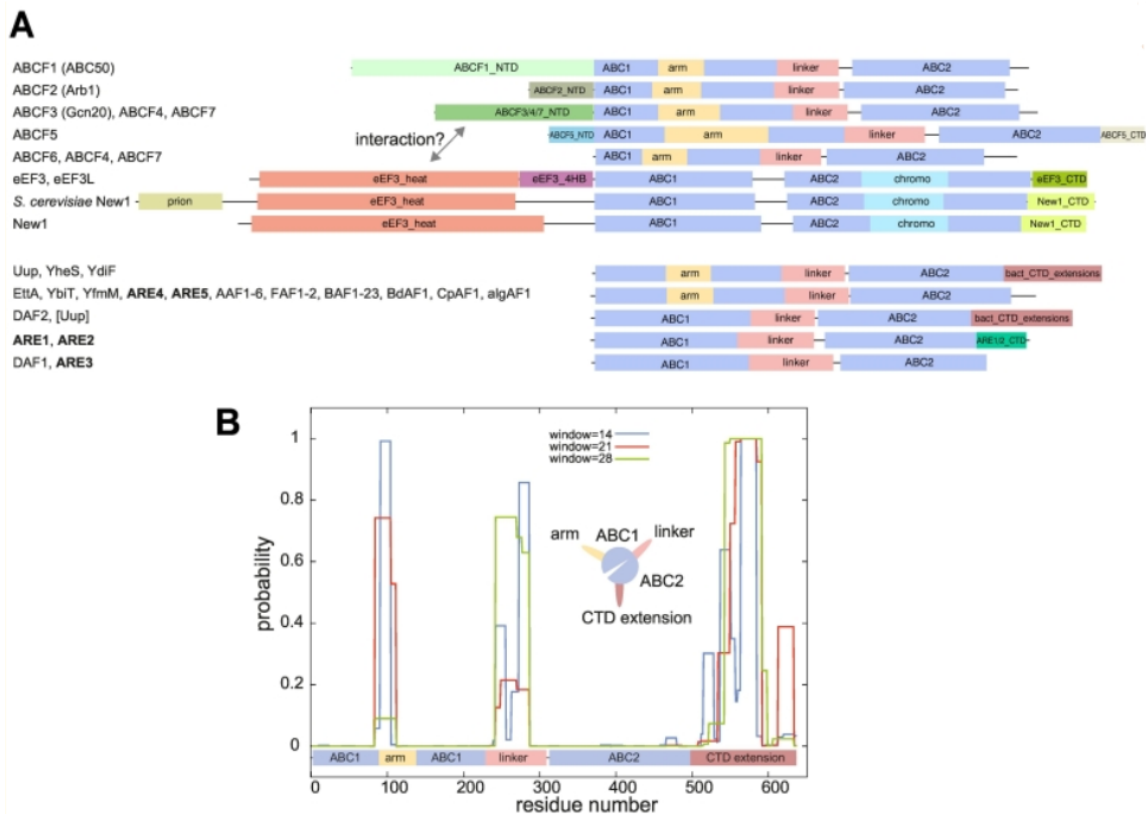 A
ABCF1 (ABC50) ABCF1_NTD ABC1 arm linker ABC2
ABCF2 (Arb1) ABCF2_NTD ABC1 arm linker ABC2
ABCF3 (Gcn20), ABCF4, ABCF7 ABCF3/4/7_NTD ABC1 arm linker ABC2
interaction?
ABCF5 ABCF5_NTD ABC1 arm linker ABC2 ABCF5_CTD
ABCF6, ABCF4, ABCF7 ABC1 arm linker ABC2
eEF3, eEF3L eEF3_heat eEF3_4HB ABC1 ABC2 chromo eEF3_CTD
S. cerevisiae New1 prion eEF3_heat ABC1 ABC2 chromo New1_CTD
New1 eEF3_heat ABC1 ABC2 chromo New1_CTD
Uup, YheS, YdiF ABC1 arm linker ABC2 bact_CTD_extensions
EttA, YbiT, YfmM, ARE4, ARE5, AAF1-6, FAF1-2, BAF1-23, BdAF1, CpAF1, algAF1 ABC1 arm linker ABC2
DAF2, [Uup] ABC1 linker ABC2 bact_CTD_extensions
ARE1, ARE2 ABC1 linker ABC2 ARE1/2_CTD
DAF1, ARE3 ABC1 linker ABC2
B
window=14
window=21
window=28
1
0.8
0.6
0.4
0.2
0
probability
arm ABC1 linker
ABC2
CTD extension
ABC1 arm ABC1 linker ABC2 CTD extension
0 100 200 300 400 500 600
residue number